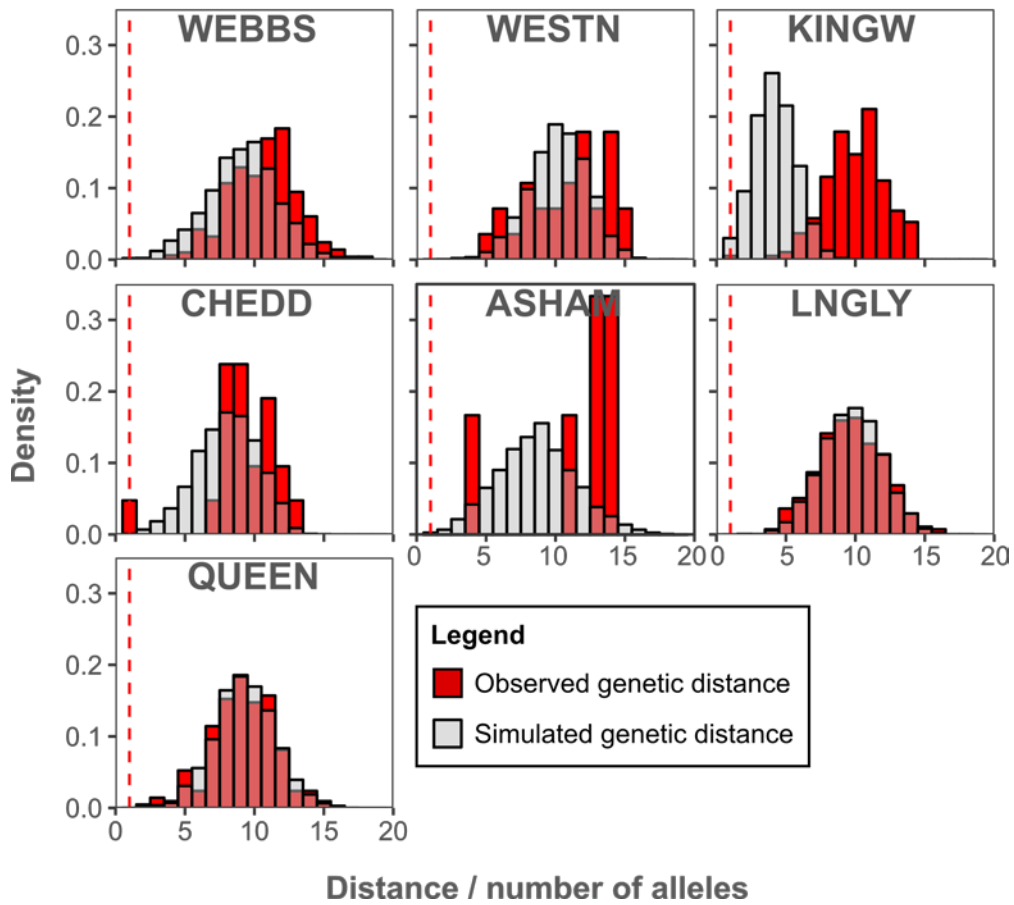 WEBBS WESTN KINGW
0.3
0.2
0.1
0.0
CHEDD ASHAM LNGLY
0.3
0.2
0.1
0.0
0 5 10 15 20 0 5 10 15 20
QUEEN
0.3
0.2
0.1
0.0
0 5 10 15 20
Density
Legend
Observed genetic distance
Simulated genetic distance
Distance / number of alleles